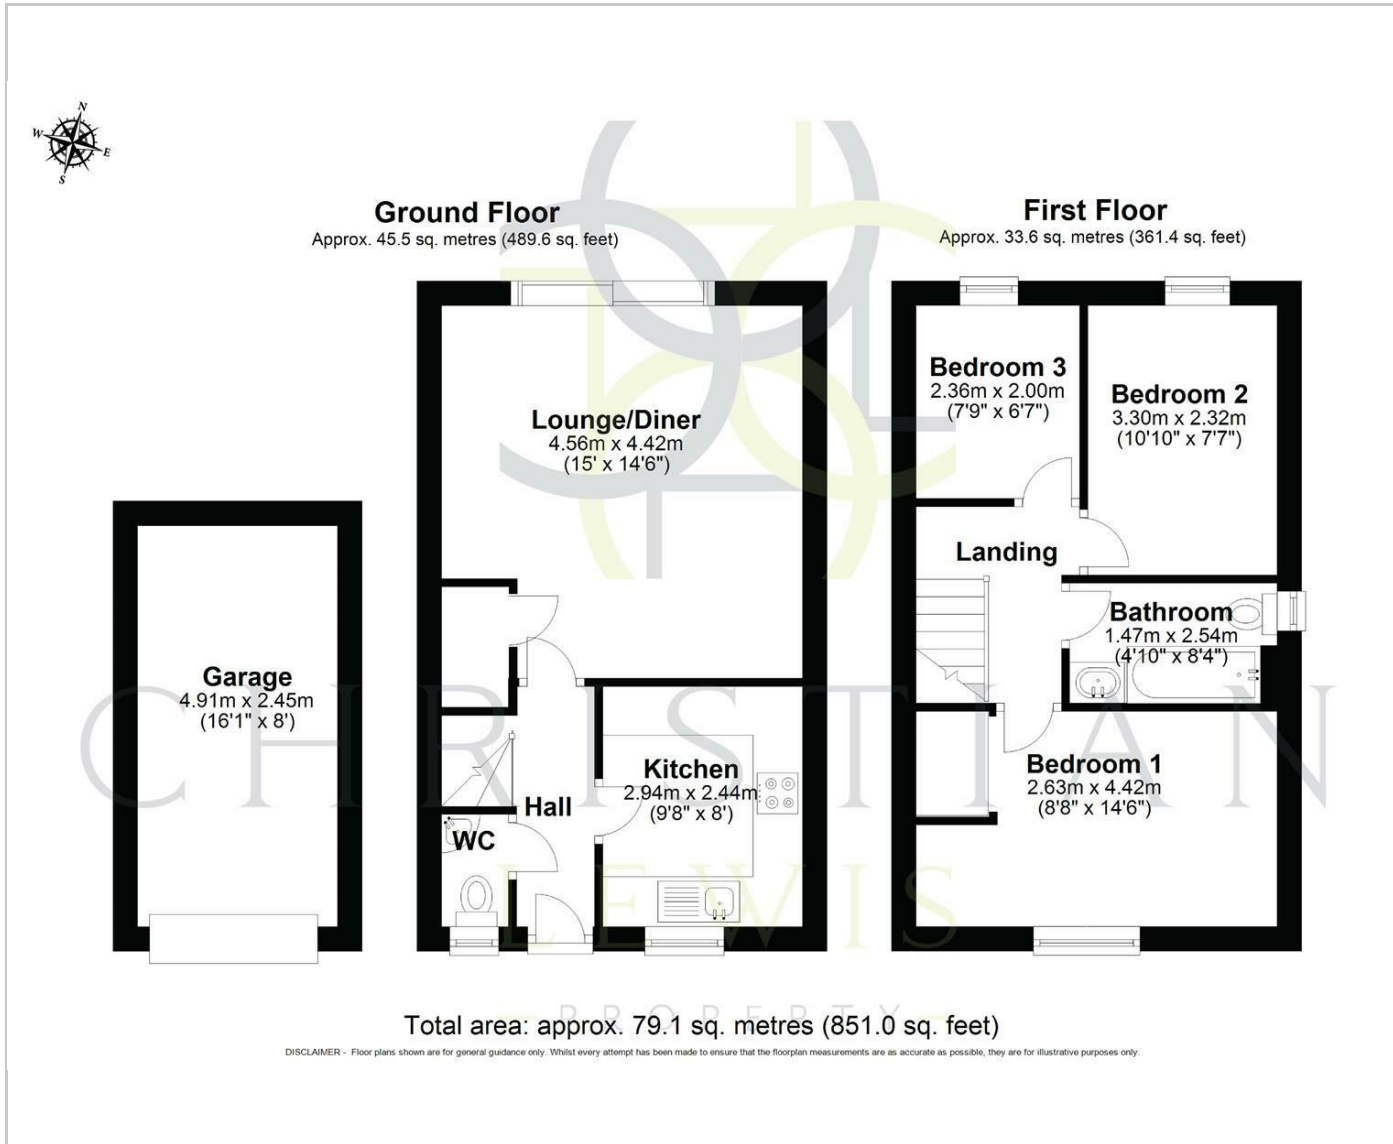 N
W
E
S
Ground Floor
Approx. 45.5 sq. metres (489.6 sq. feet)
First Floor
Approx. 33.6 sq. metres (361.4 sq. feet)
Lounge/Diner
4.56m x 4.42m
(15' x 14'6")
Bedroom 3
2.36m x 2.00m
(7'9" x 6'7")
Bedroom 2
3.30m x 2.32m
(10'10" x 7'7")
Landing
Bathroom
1.47m x 2.54m
(4'10" x 8'4")
Garage
4.91m x 2.45m
(16'1" x 8')
Kitchen
2.94m x 2.44m
(9'8" x 8')
Hall
WC
Bedroom 1
2.63m x 4.42m
(8'8" x 14'6")
CHRISTIAN
LEWIS
PROPERTY
Total area: approx. 79.1 sq. metres (851.0 sq. feet)
DISCLAIMER - Floor plans shown are for general guidance only. Whilst every attempt has been made to ensure that the floorplan measurements are as accurate as possible, they are for illustrative purposes only.